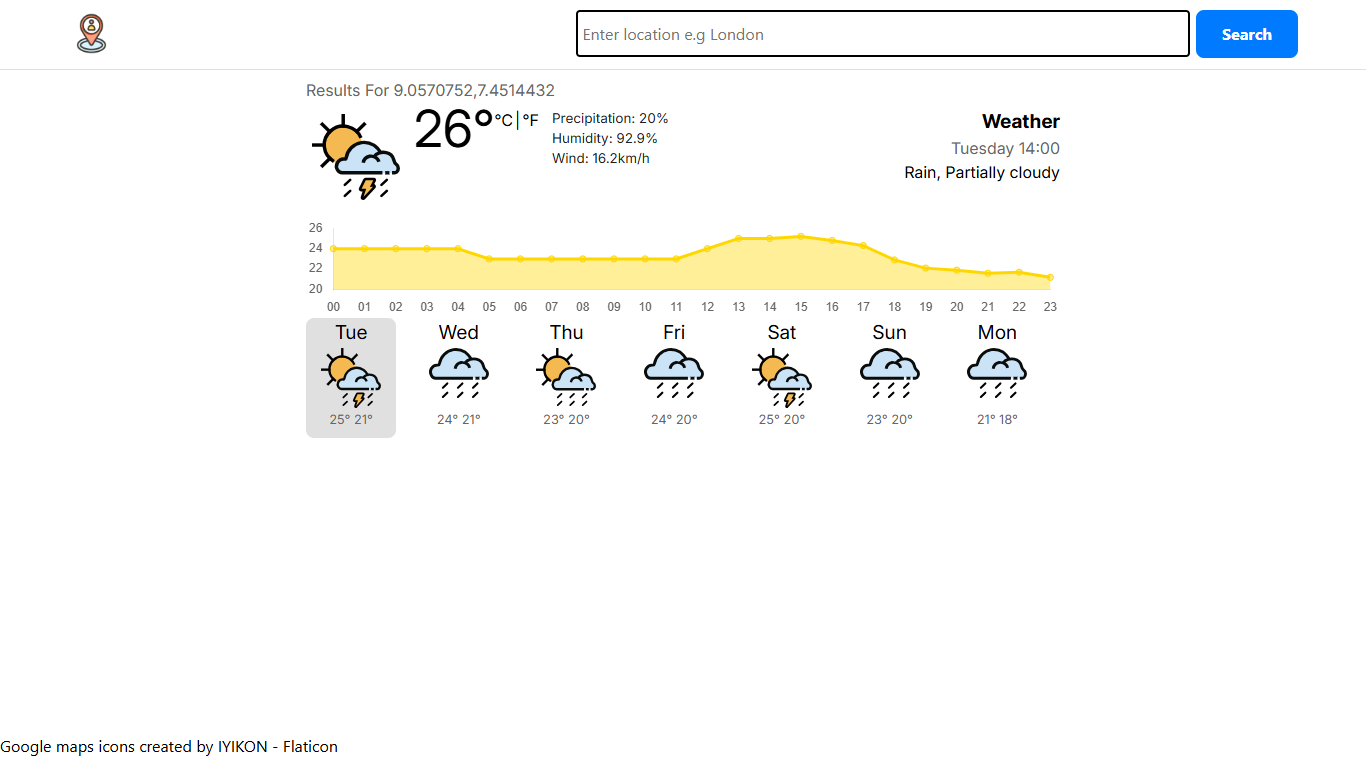 Enter location e.g London
Search
Results For 9.0570752,7.4514432
26° °C|°F
Precipitation: 20%
Humidity: 92.9%
Wind: 16.2km/h
Weather
Tuesday 14:00
Rain, Partially cloudy
26
24
22
20
00 01 02 03 04 05 06 07 08 09 10 11 12 13 14 15 16 17 18 19 20 21 22 23
Tue Wed Thu Fri Sat Sun Mon
25° 21° 24° 21° 23° 20° 24° 20° 25° 20° 23° 20° 21° 18°
Google maps icons created by IYIKON - Flaticon